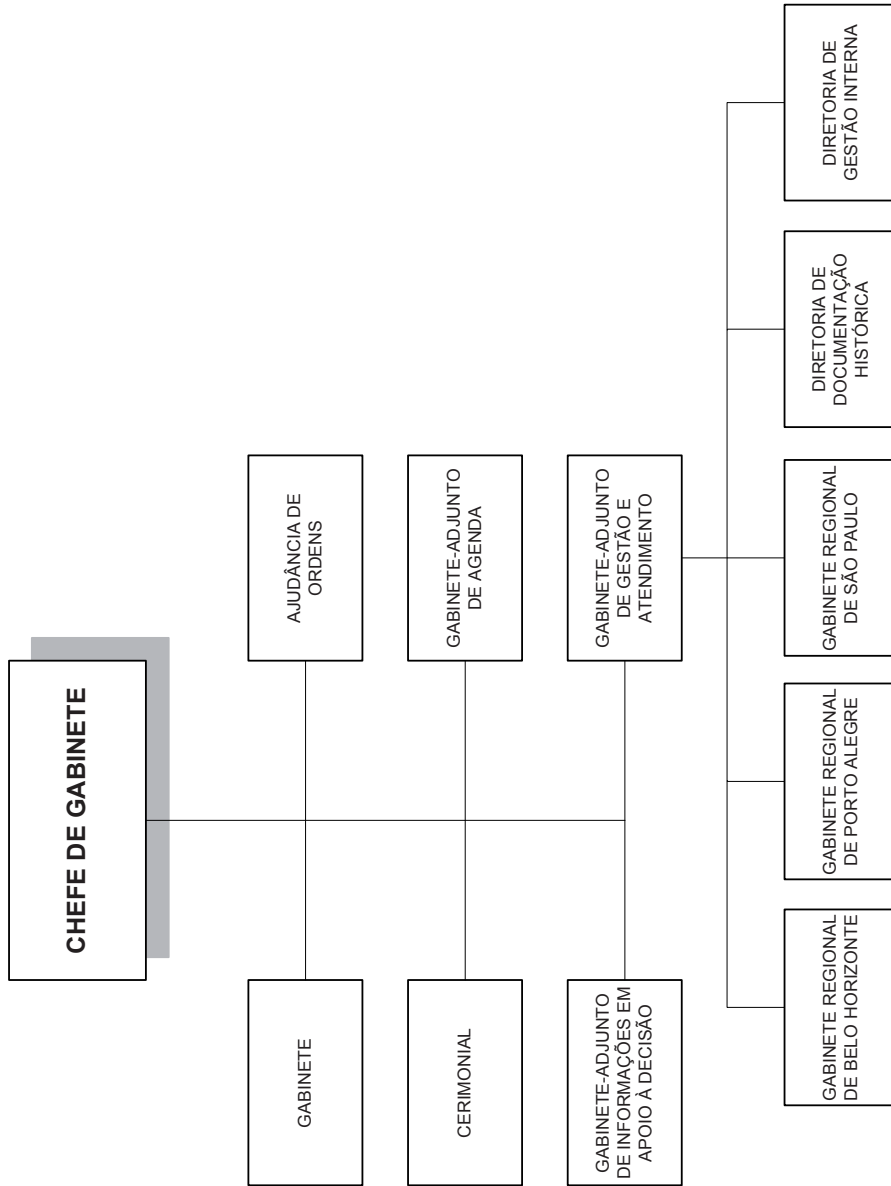 CHEFE DE GABINETE
GABINETE
AJUDÂNCIA DE
ORDENS
CERIMONIAL
GABINETE-ADJUNTO
DE AGENDA
GABINETE-ADJUNTO
DE INFORMAÇÕES EM
APOIO À DECISÃO
GABINETE-ADJUNTO
DE GESTÃO E
ATENDIMENTO
GABINETE REGIONAL
DE BELO HORIZONTE
GABINETE REGIONAL
DE PORTO ALEGRE
GABINETE REGIONAL
DE SÃO PAULO
DIRETORIA DE
DOCUMENTAÇÃO
HISTÓRICA
DIRETORIA DE
GESTÃO INTERNA